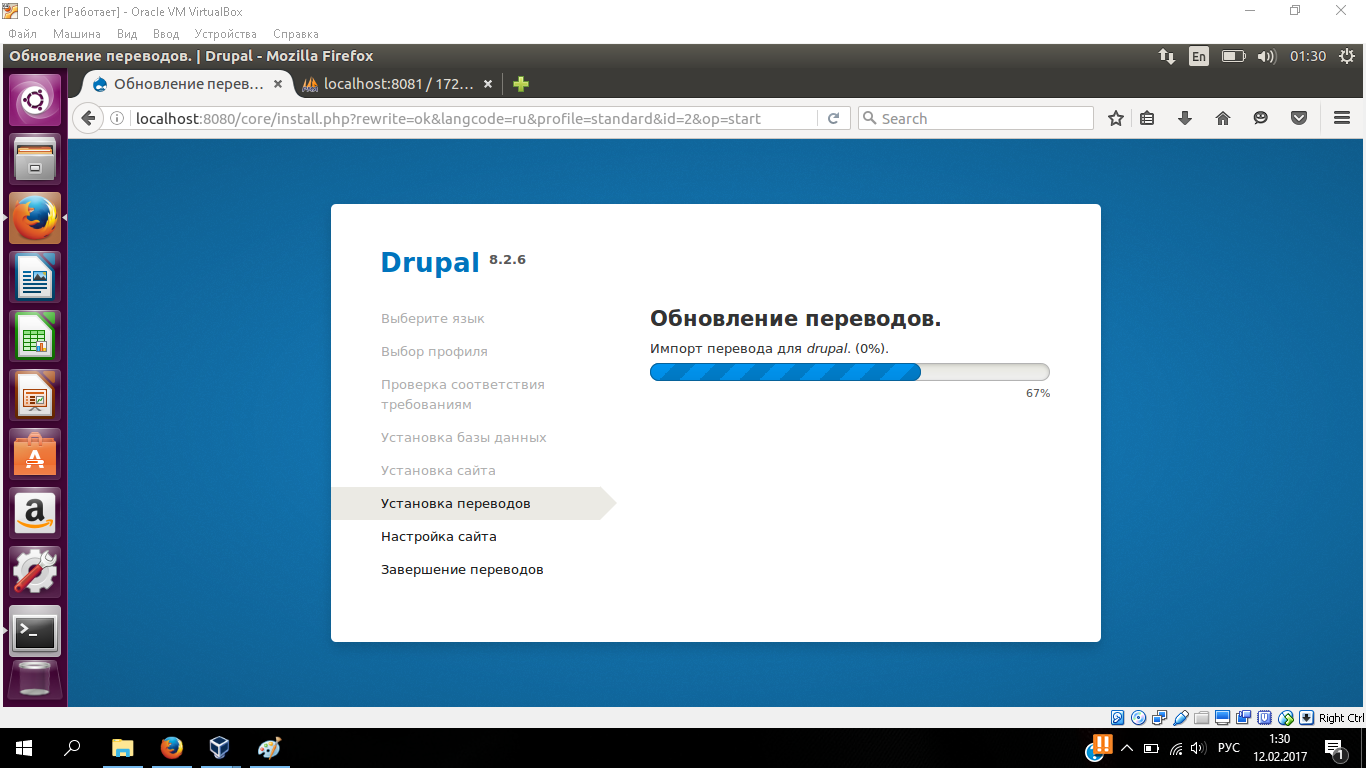 Docker [Работает] - Oracle VM VirtualBox
Файл Машина Вид Ввод Устройства Справка
Обновление переводов. | Drupal - Mozilla Firefox
En
01:30
Обновление перев...
localhost:8081 / 172...
localhost:8080/core/install.php?rewrite=ok&langcode=ru&profile=standard&id=2&op=start
Search
Drupal 8.2.6
Выберите язык
Выбор профиля
Проверка соответствия
требованиям
Установка базы данных
Установка сайта
Установка переводов
Настройка сайта
Завершение переводов
Обновление переводов.
Импорт перевода для drupal. (0%).
67%
Right Ctrl
РУС
1:30
12.02.2017
1